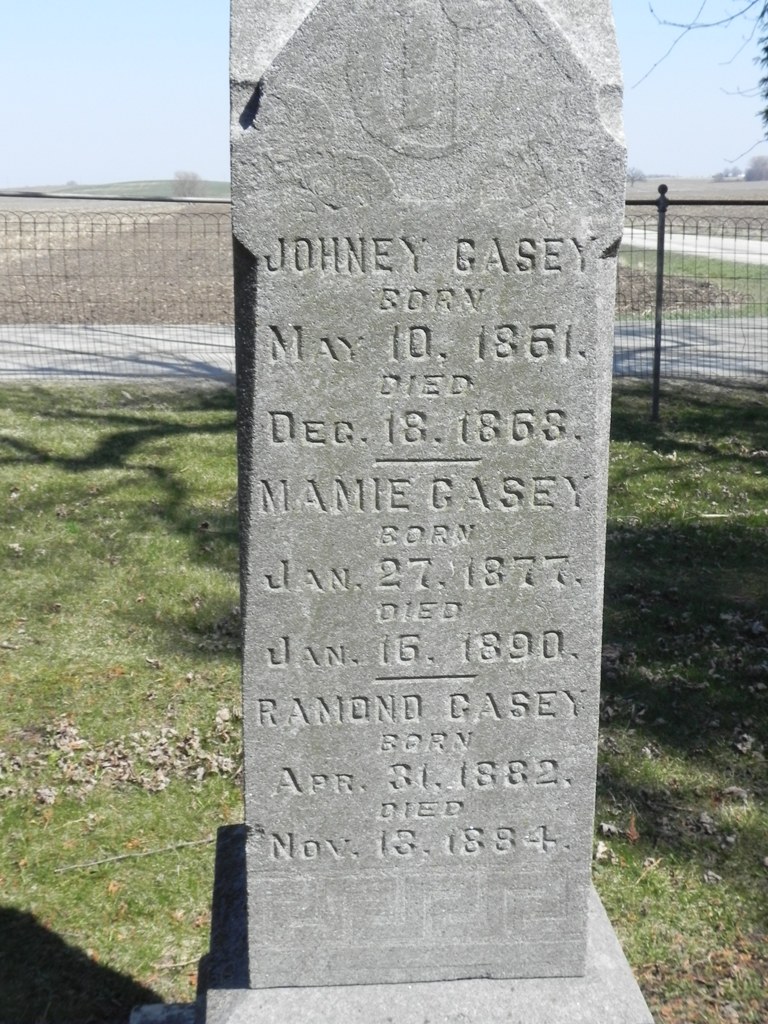 C
JOHNEY CASEY
BORN
MAY 10, 1861.
DIED
DEC. 18. 1868.
MAMIE CASEY
BORN
JAN. 27, 1877.
DIED
JAN. 15, 1890.
RAMOND CASEY
BORN
APR. 31, 1882.
DIED
NOV. 13, 1884.